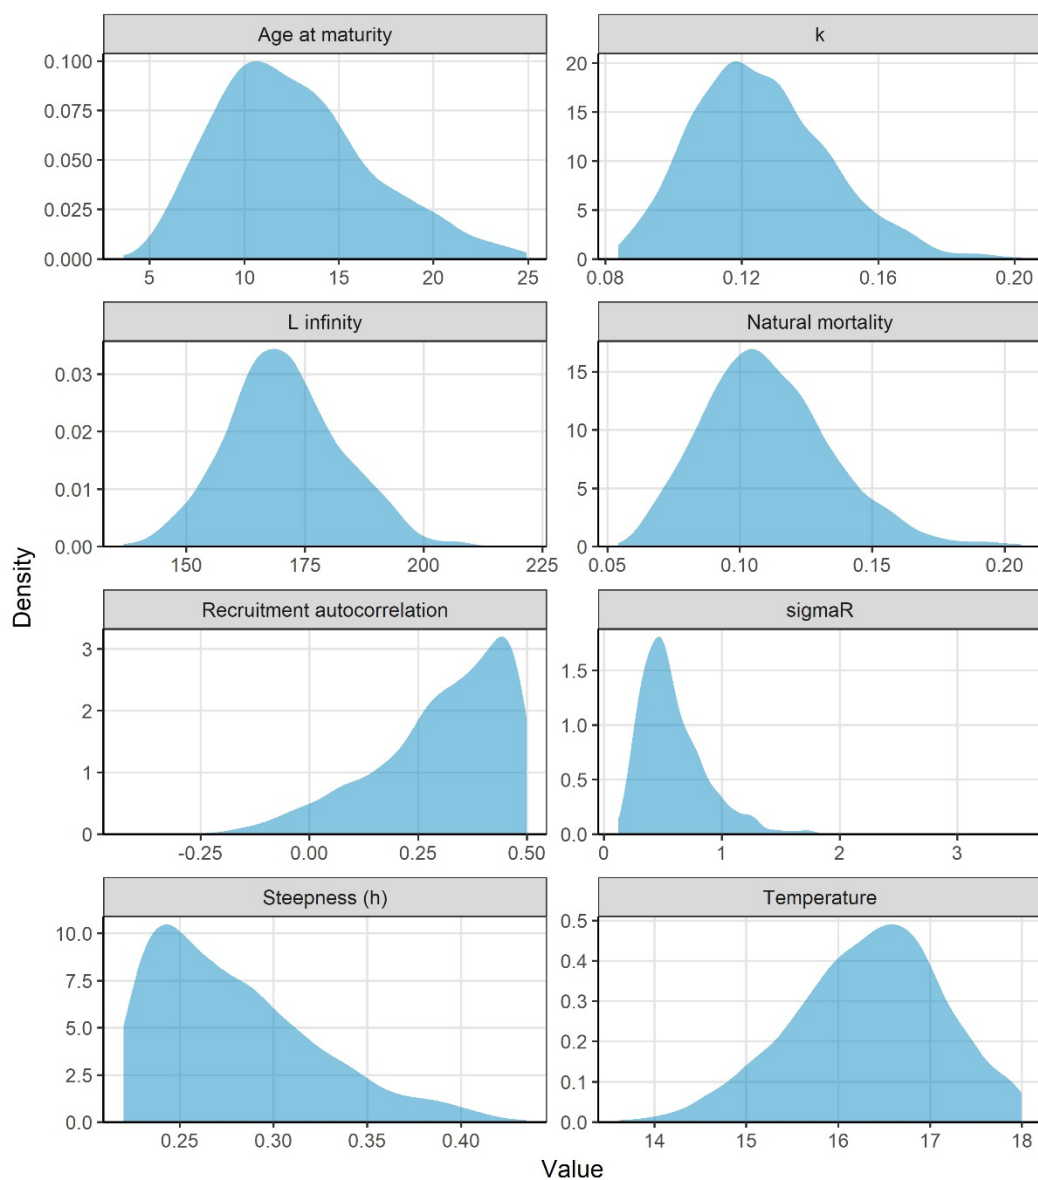 Age at maturity
k
0.100
0.075
0.050
0.025
0.000
5 10 15 20 25
20
15
10
5
0
0.08 0.12 0.16 0.20
L infinity
Natural mortality
0.03
0.02
0.01
0.00
150 175 200 225
15
10
5
0
0.05 0.10 0.15 0.20
Density
Recruitment autocorrelation
sigmaR
3
2
1
0
-0.25 0.00 0.25 0.50
1.5
1.0
0.5
0.0
0 1 2 3
Steepness (h)
Temperature
10.0
7.5
5.0
2.5
0.0
0.25 0.30 0.35 0.40
0.5
0.4
0.3
0.2
0.1
0.0
14 15 16 17 18
Value